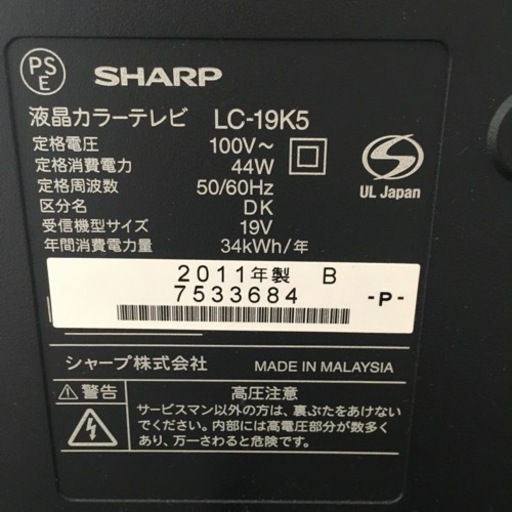 PS
E
SHARP
液晶カラーテレビ LC-19K5
定格電圧 100V～
定格消費電力 44W
定格周波数 50/60Hz
区分名 DK
受信機型サイズ 19V
年間消費電力量 34kWh/年
UL Japan
2011年製 B
7533684 -P-
シャープ株式会社 MADE IN MALAYSIA
警告
高圧注意
サービスマン以外の方は、裏ぶたをあけない
でください。内部には高電圧部分が数多く
あり、万一さわると危険です。